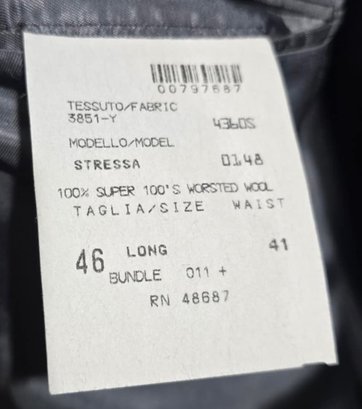 00797687
TESSUTO/FABRIC
3851-Y 4360S
MODELLO/MODEL
STRESSA 0148
100% SUPER 100'S WORSTED WOOL
TAGLIA/SIZE WAIST
46 LONG 41
BUNDLE 011 +
RN 48687